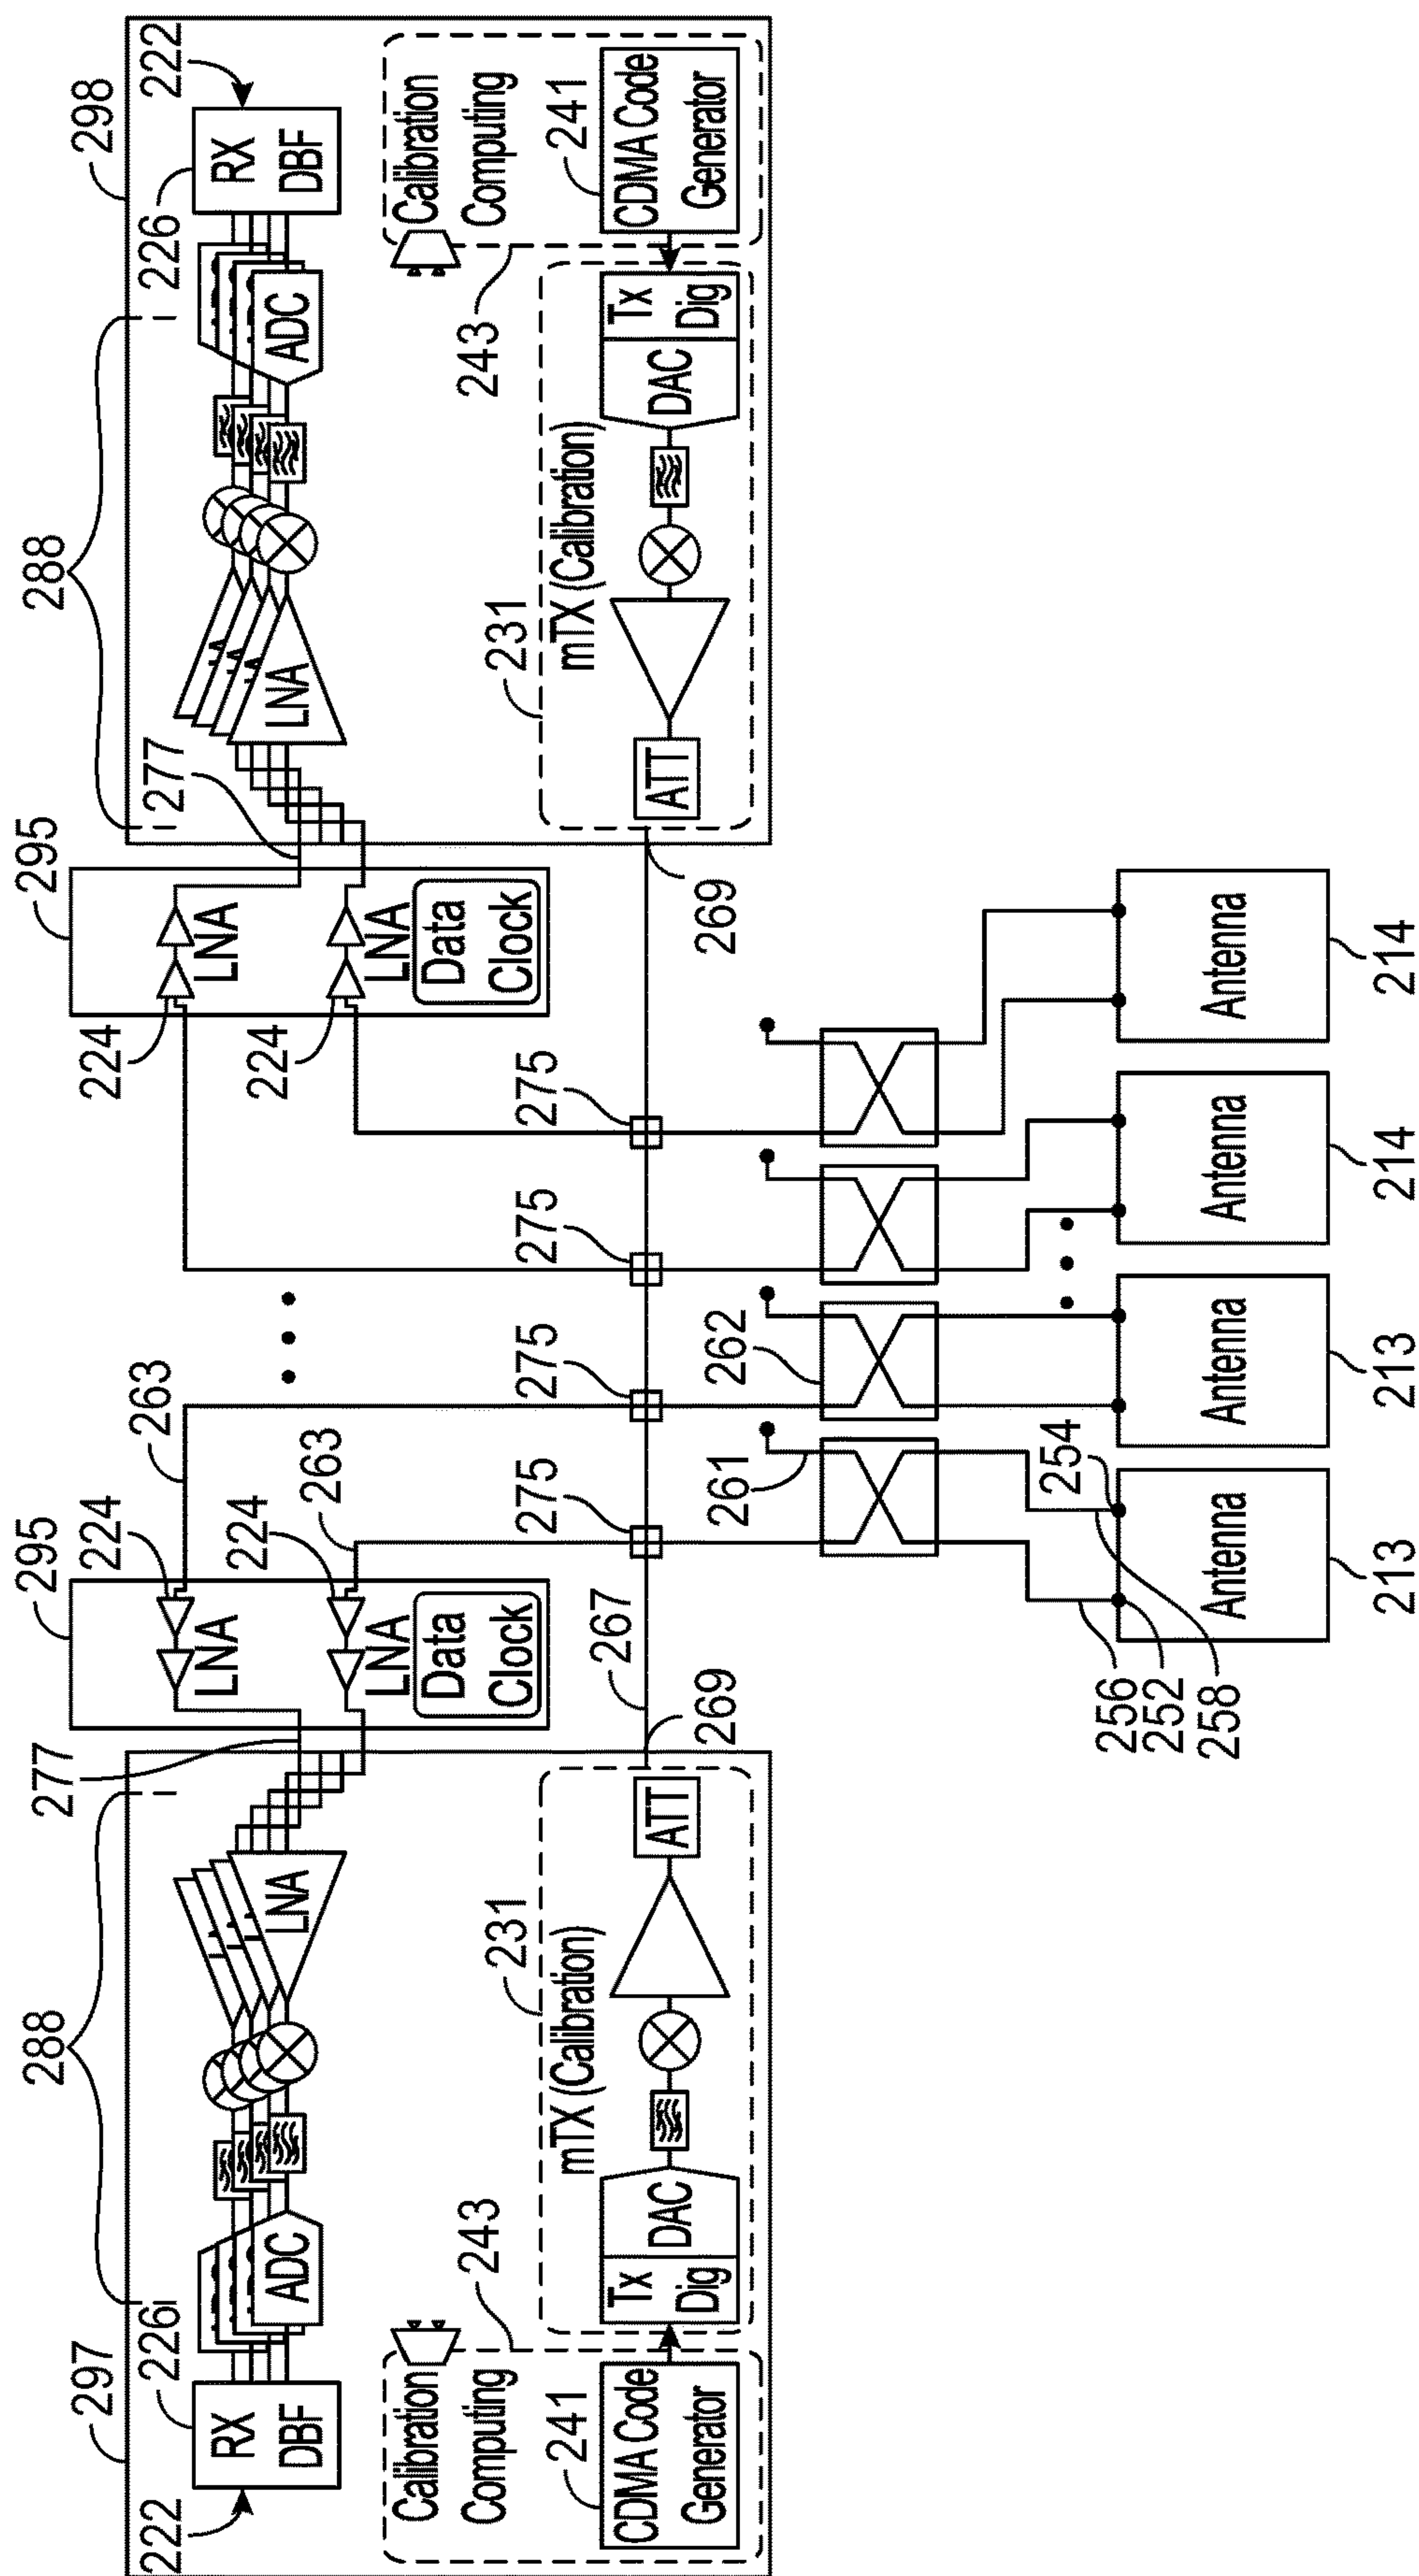 288
295
295
288
297
277
224
263
224
277
298
222
226
226
222
RX
DBF
ADC
LNA
LNA
LNA
Data
Clock
224
263
224
LNA
LNA
Data
Clock
LNA
ADC
RX
DBF
Calibration
Computing
243
231
275
275
275
275
231
243
Calibration
Computing
241
CDMA Code
Generator
mTX (Calibration)
Tx
Dig
DAC
ATT
267
269
269
mTX (Calibration)
ATT
DAC
Tx
Dig
241
CDMA Code
Generator
261
262
256
252
258
254
Antenna
Antenna
Antenna
Antenna
213
213
214
214